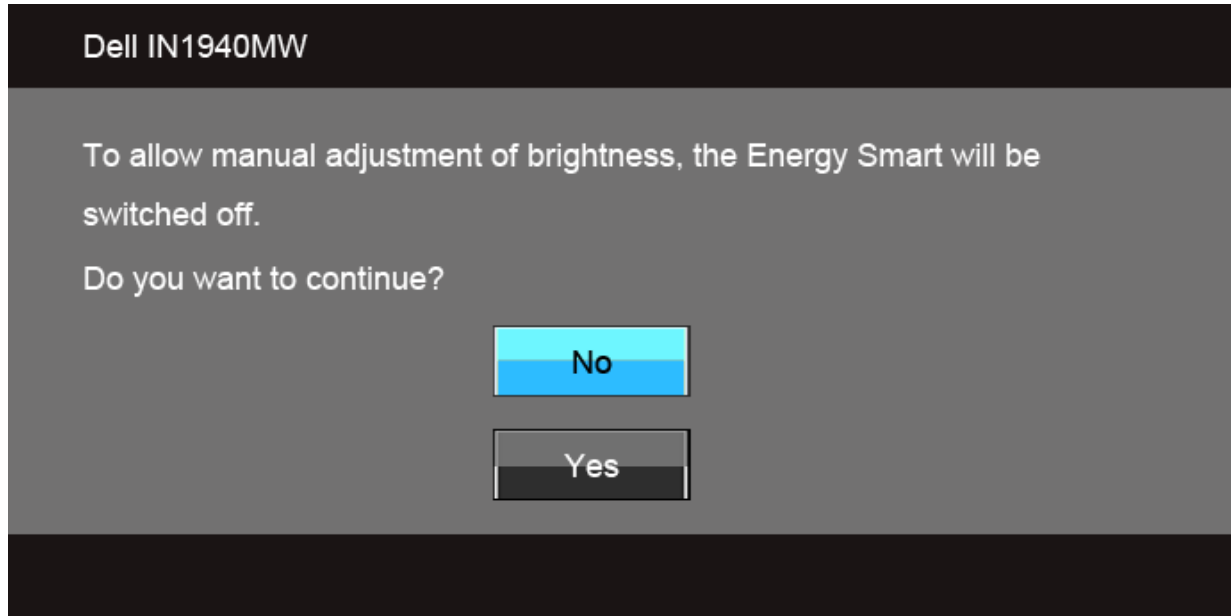 Dell IN1940MW
To allow manual adjustment of brightness, the Energy Smart will be
switched off.
Do you want to continue?
No
Yes